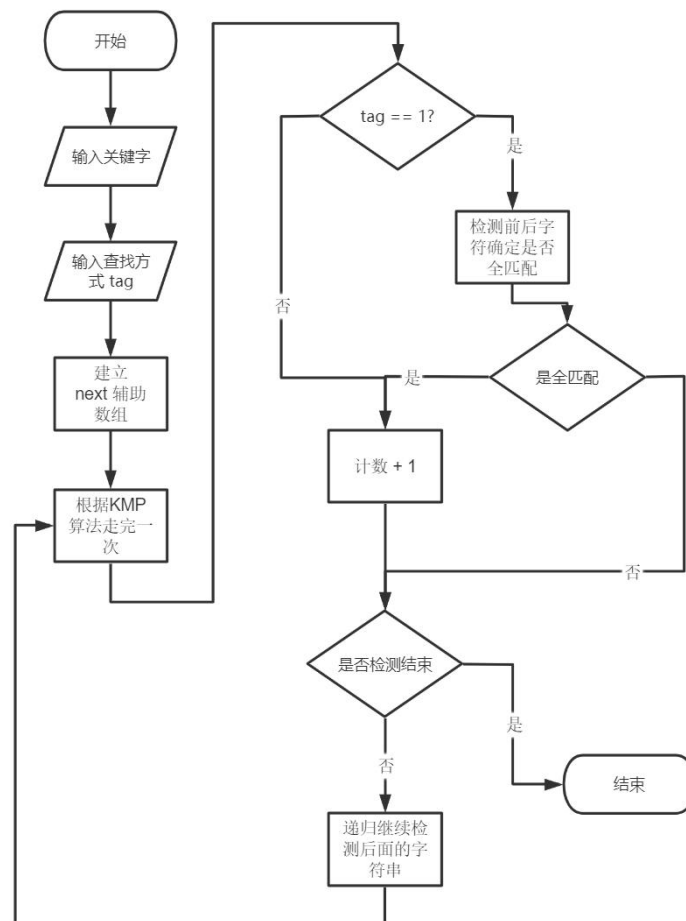 开始
输入关键字
输入查找方
式 tag
建立
next 辅助
数组
根据KMP
算法走完一
次
tag == 1?
是
检测前后字
符确定是否
全匹配
否
是全匹配
是
计数 + 1
否
是否检测结束
是
结束
否
递归继续检
测后面的字
符串